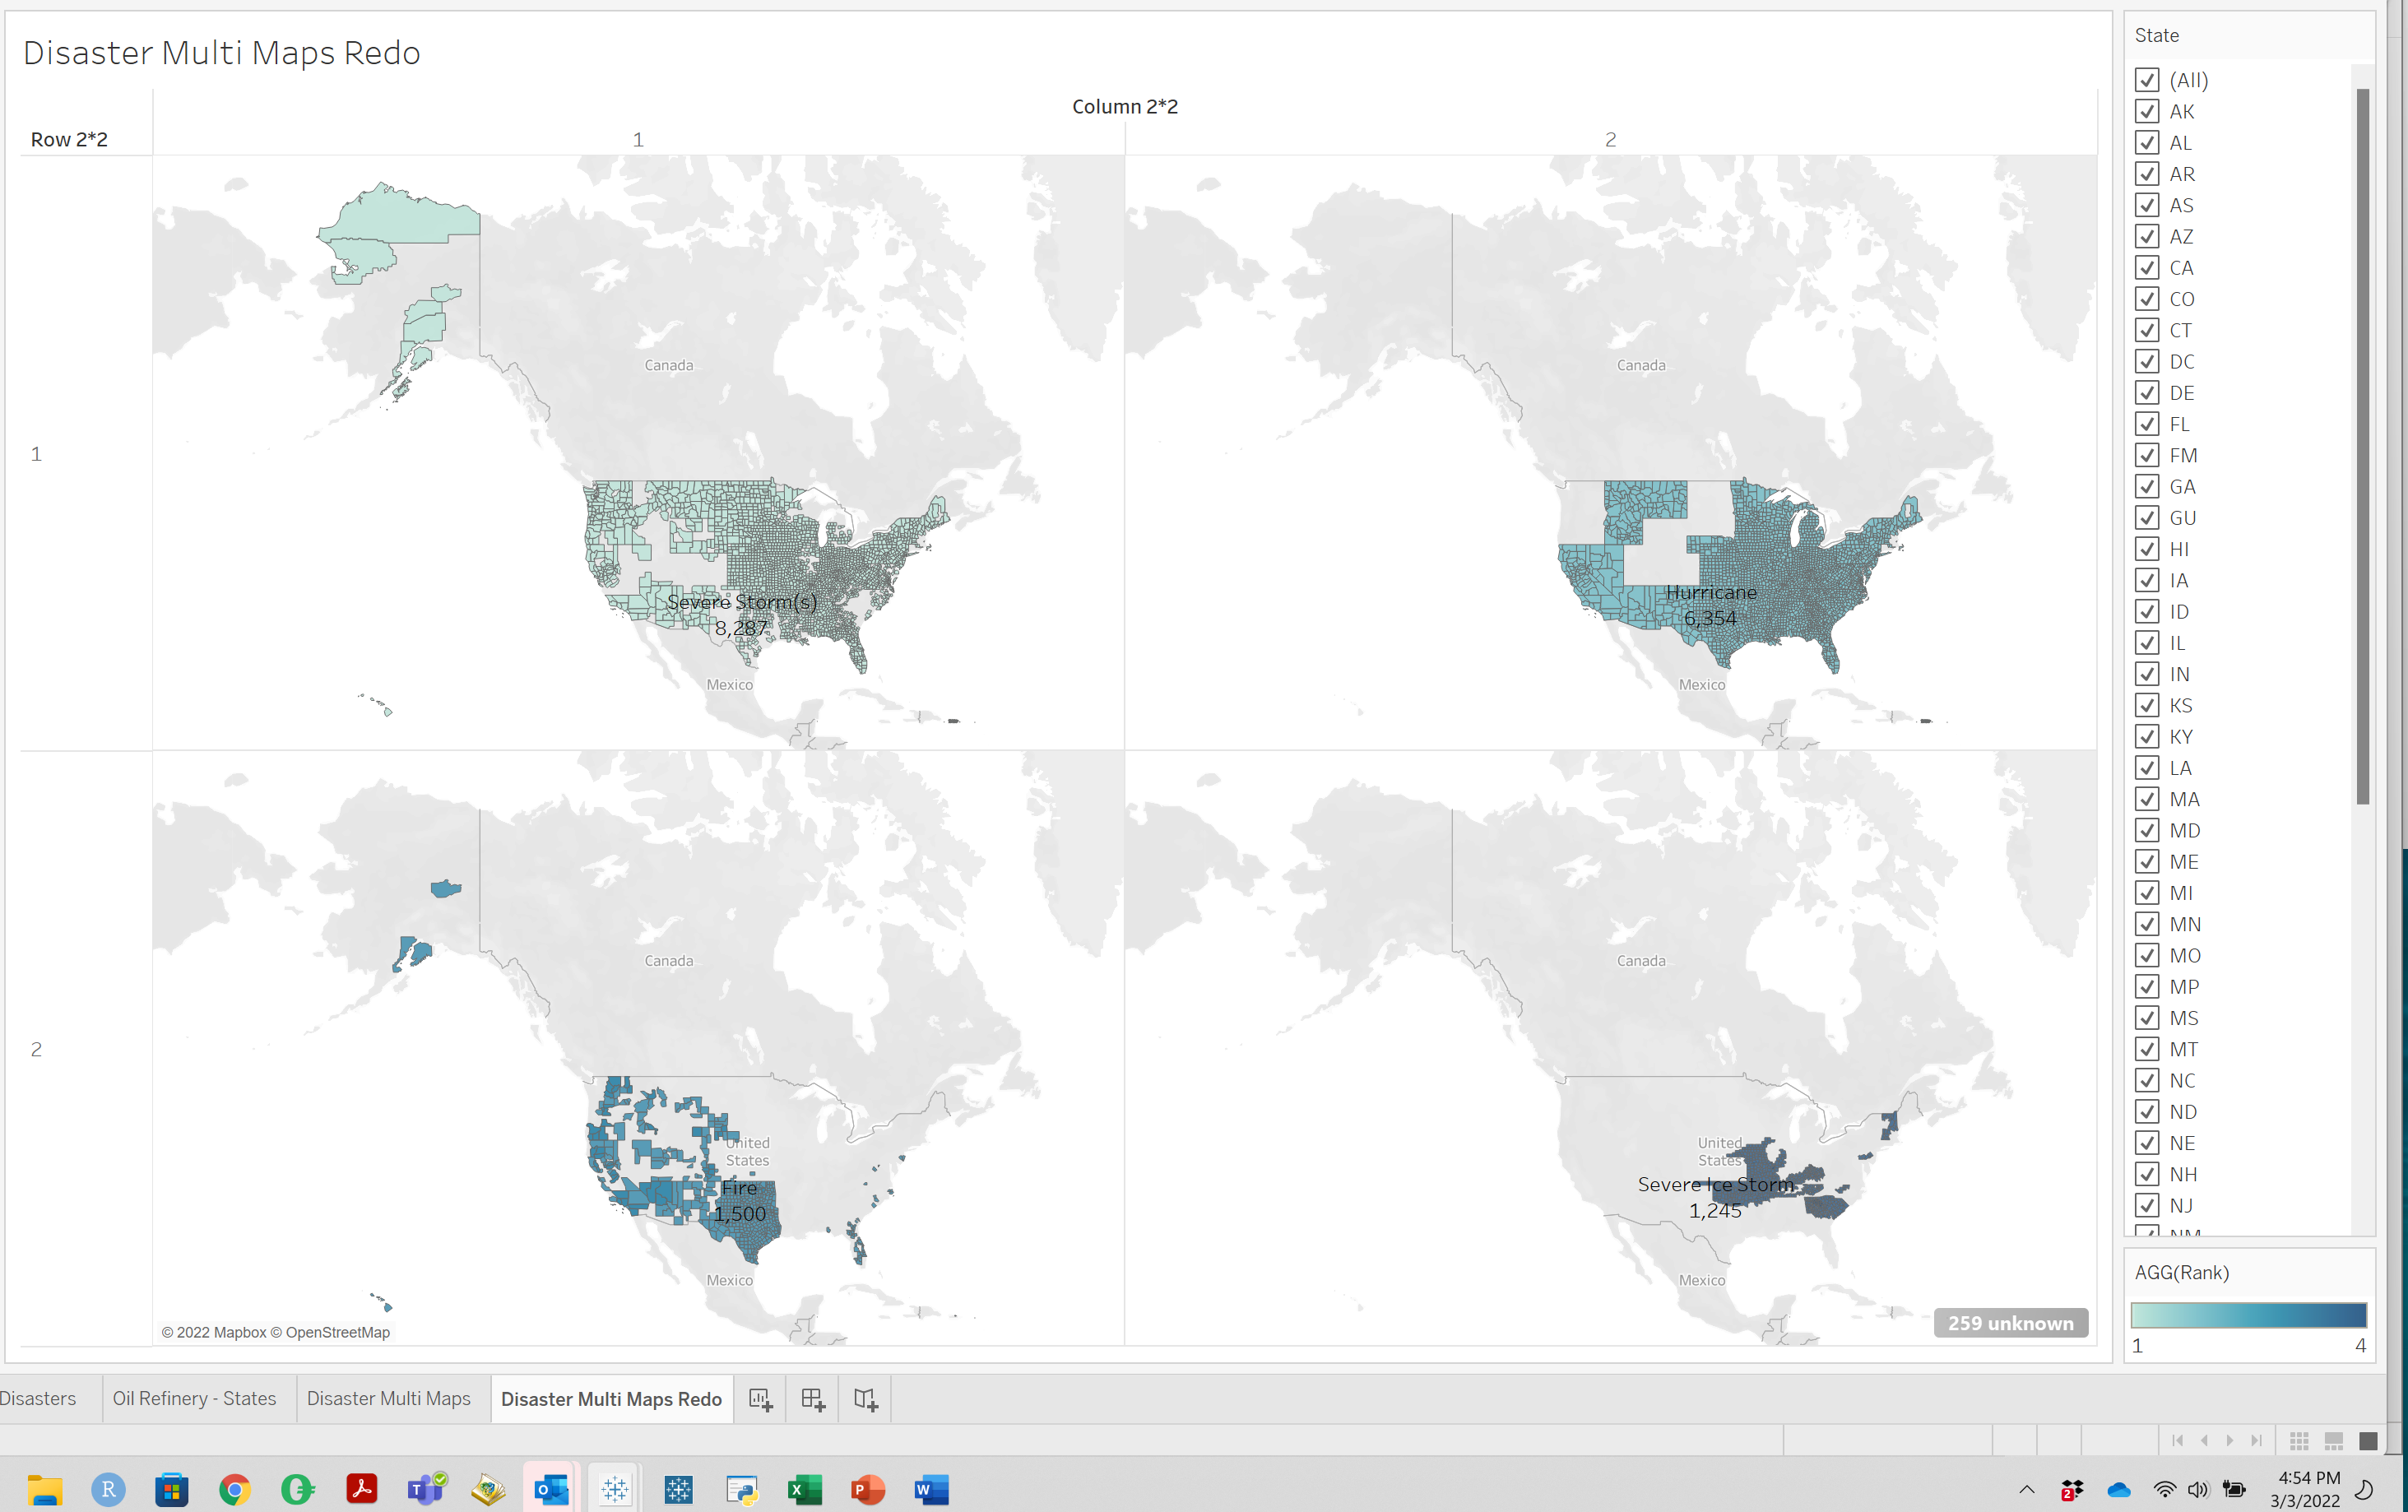 Disaster Multi Maps Redo
Column 2*2
Row 2*2
1
2
1
Canada
Severe Storm(s)
8,287
Mexico
Canada
Hurricane
6,354
Mexico
2
Canada
United
States
Fire
1,500
Mexico
© 2022 Mapbox © OpenStreetMap
Canada
United
States
Severe Ice Storm
1,245
Mexico
259 unknown
State
(All)
AK
AL
AR
AS
AZ
CA
CO
CT
DC
DE
FL
FM
GA
GU
HI
IA
ID
IL
IN
KS
KY
LA
MA
MD
ME
MI
MN
MO
MP
MS
MT
NC
ND
NE
NH
NJ
NM
AGG(Rank)
1
4
Disasters
Oil Refinery - States
Disaster Multi Maps
Disaster Multi Maps Redo
R
T
O
X
P
W
2
4:54 PM
3/3/2022